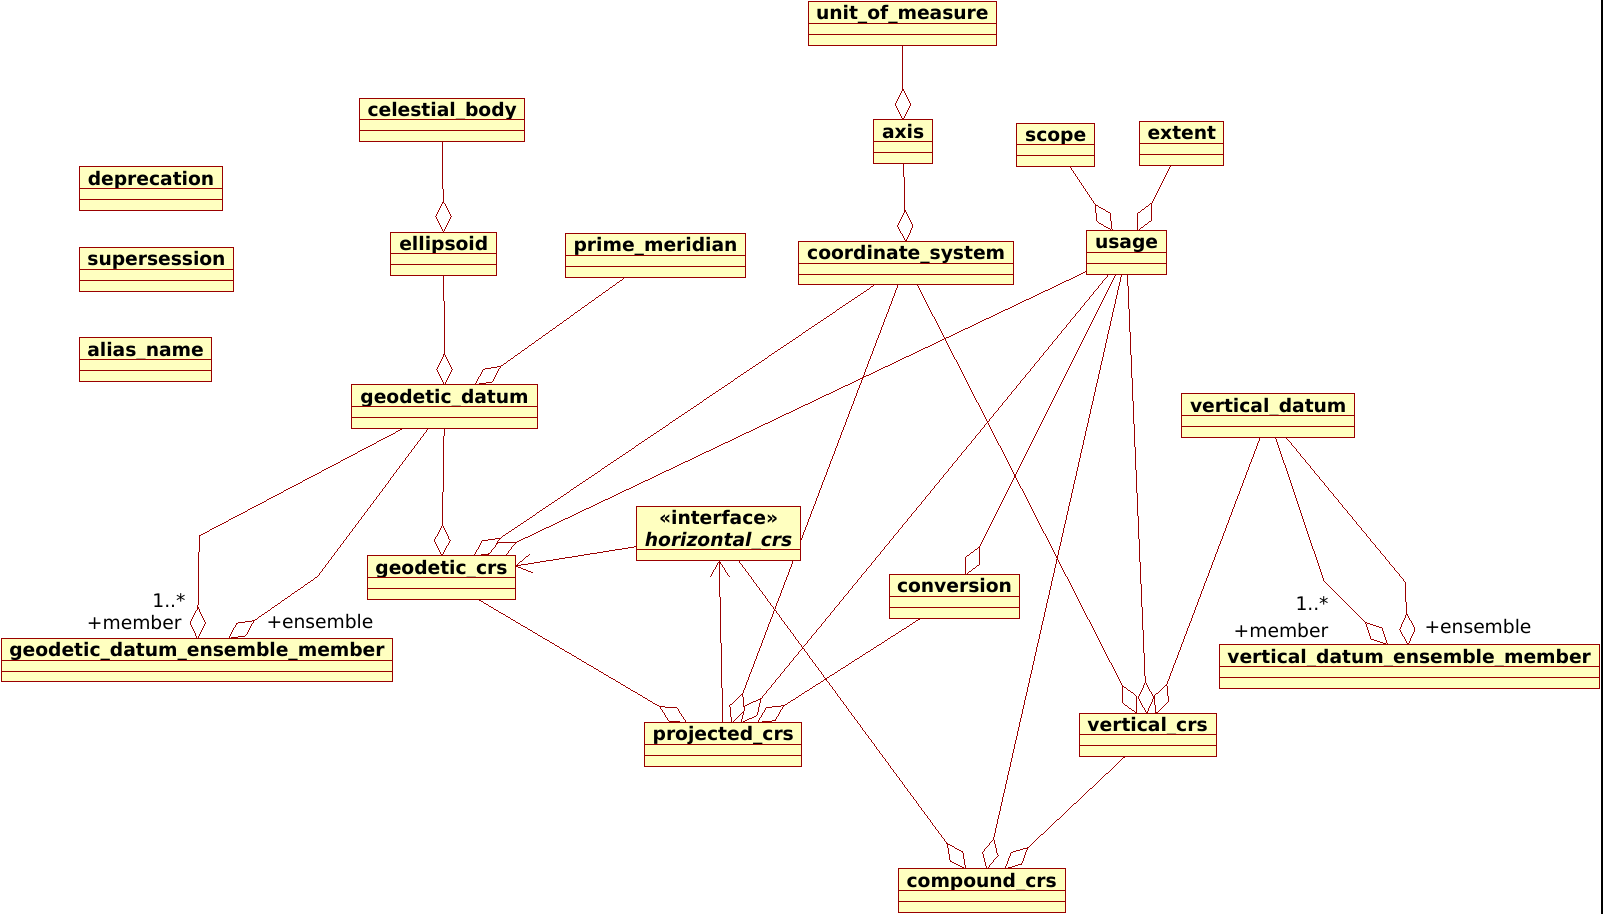 unit_of_measure
celestial_body
axis
scope
extent
deprecation
ellipsoid
prime_meridian
coordinate_system
usage
supersession
alias_name
geodetic_datum
vertical_datum
«interface»
horizontal_crs
geodetic_crs
conversion
1..*
+member
+ensemble
geodetic_datum_ensemble_member
1..*
+member
+ensemble
vertical_datum_ensemble_member
projected_crs
vertical_crs
compound_crs